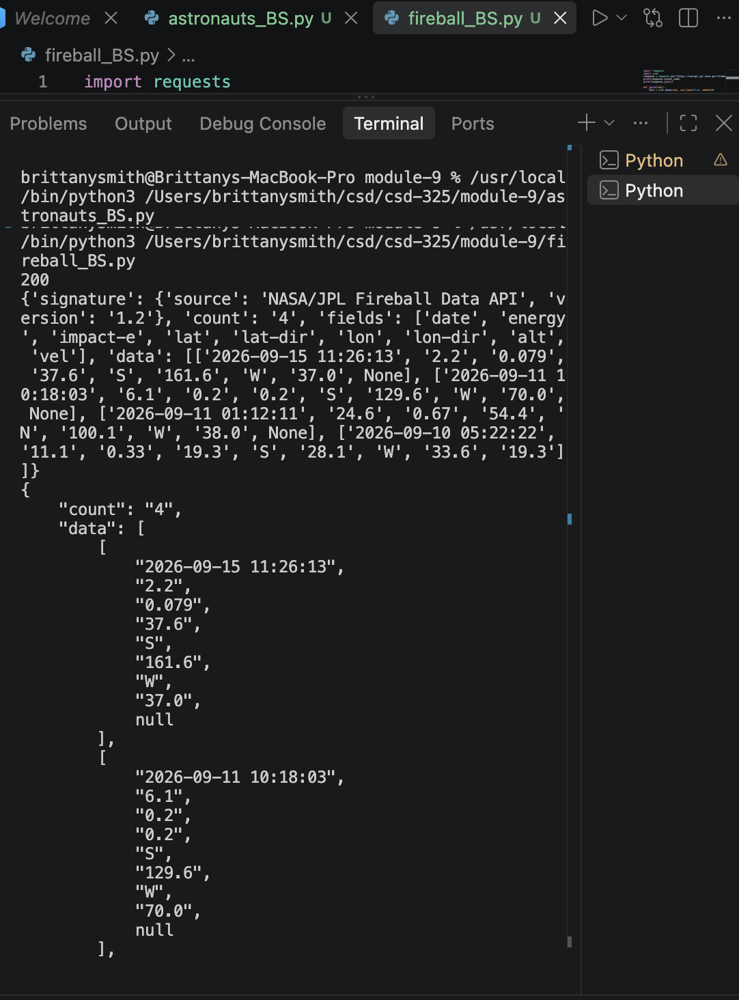 Welcome
astronauts_BS.py U
fireball_BS.py U
fireball_BS.py > ...
1 import requests
Problems Output Debug Console Terminal Ports
Python
Python
brittanysmith@Brittanys-MacBook-Pro module-9 % /usr/local
/bin/python3 /Users/brittanysmith/csd/csd-325/module-9/as
tronauts_BS.py
brittanysmith@Brittanys-MacBook-Pro module-9 % /usr/local
/bin/python3 /Users/brittanysmith/csd/csd-325/module-9/fi
reball_BS.py
200
{'signature': {'source': 'NASA/JPL Fireball Data API', 'v
ersion': '1.2'}, 'count': '4', 'fields': ['date', 'energy
', 'impact-e', 'lat', 'lat-dir', 'lon', 'lon-dir', 'alt',
'vel'], 'data': [['2026-09-15 11:26:13', '2.2', '0.079',
'37.6', 'S', '161.6', 'W', '37.0', None], ['2026-09-11 1
0:18:03', '6.1', '0.2', '0.2', 'S', '129.6', 'W', '70.0',
None], ['2026-09-11 01:12:11', '24.6', '0.67', '54.4', '
N', '100.1', 'W', '38.0', None], ['2026-09-10 05:22:22',
'11.1', '0.33', '19.3', 'S', '28.1', 'W', '33.6', '19.3']
]}
{
"count": "4",
"data": [
[
"2026-09-15 11:26:13",
"2.2",
"0.079",
"37.6",
"S",
"161.6",
"W",
"37.0",
null
],
[
"2026-09-11 10:18:03",
"6.1",
"0.2",
"0.2",
"S",
"129.6",
"W",
"70.0",
null
],